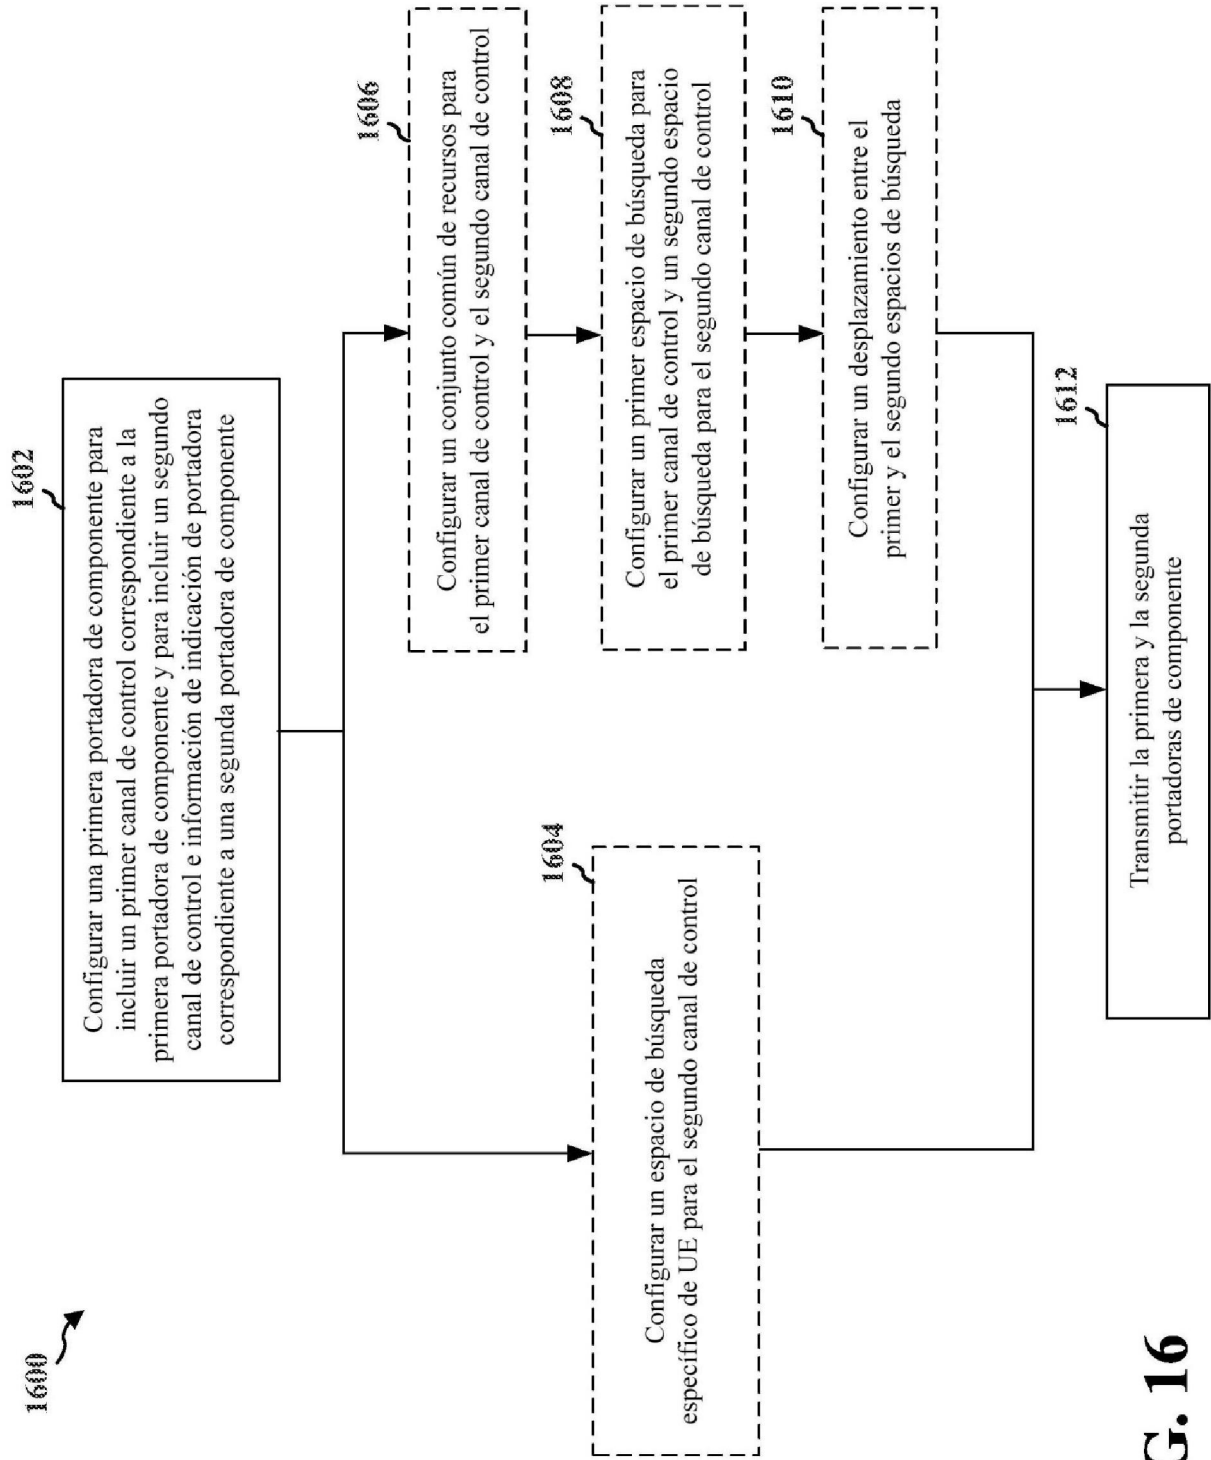 1600
1602
Configurar una primera portadora de componente para
incluir un primer canal de control correspondiente a la
primera portadora de componente y para incluir un segundo
canal de control e información de indicación de portadora
correspondiente a una segunda portadora de componente
1604
Configurar un espacio de búsqueda
específico de UE para el segundo canal de control
1606
Configurar un conjunto común de recursos para
el primer canal de control y el segundo canal de control
1608
Configurar un primer espacio de búsqueda para
el primer canal de control y un segundo espacio
de búsqueda para el segundo canal de control
1610
Configurar un desplazamiento entre el
primer y el segundo espacios de búsqueda
1612
Transmitir la primera y la segunda
portadoras de componente
G. 16